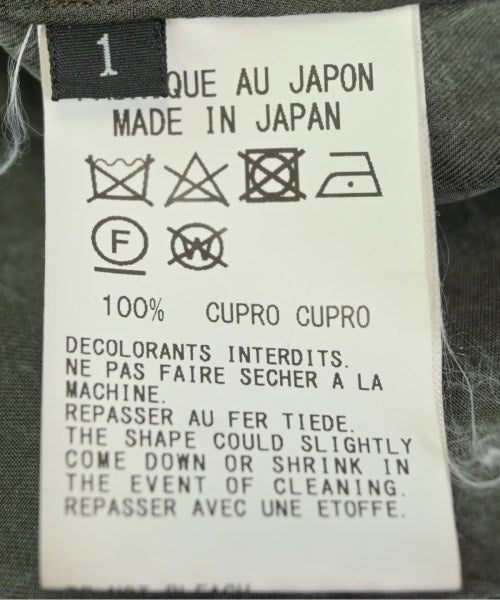 1
QUE AU JAPON
MADE IN JAPAN
F
W
100% CUPRO CUPRO
DECOLORANTS INTERDITS.
NE PAS FAIRE SECHER A LA
MACHINE.
REPASSER AU FER TIEDE.
THE SHAPE COULD SLIGHTLY
COME DOWN OR SHRINK IN
THE EVENT OF CLEANING.
REPASSER AVEC UNE ETOFFE.